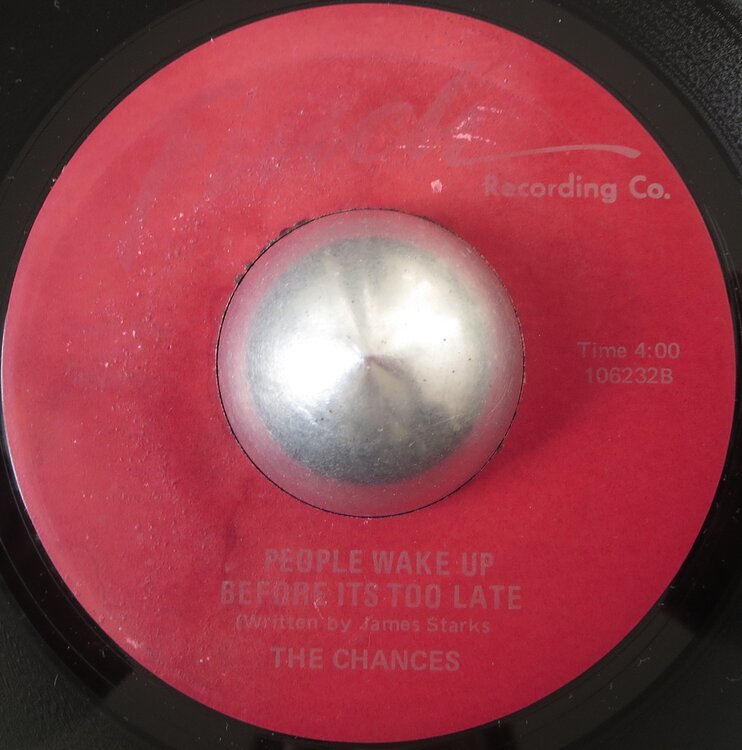 Recording Co.
Time 4:00
106232B
PEOPLE WAKE UP
BEFORE ITS TOO LATE
(Written by James Starks
THE CHANCES